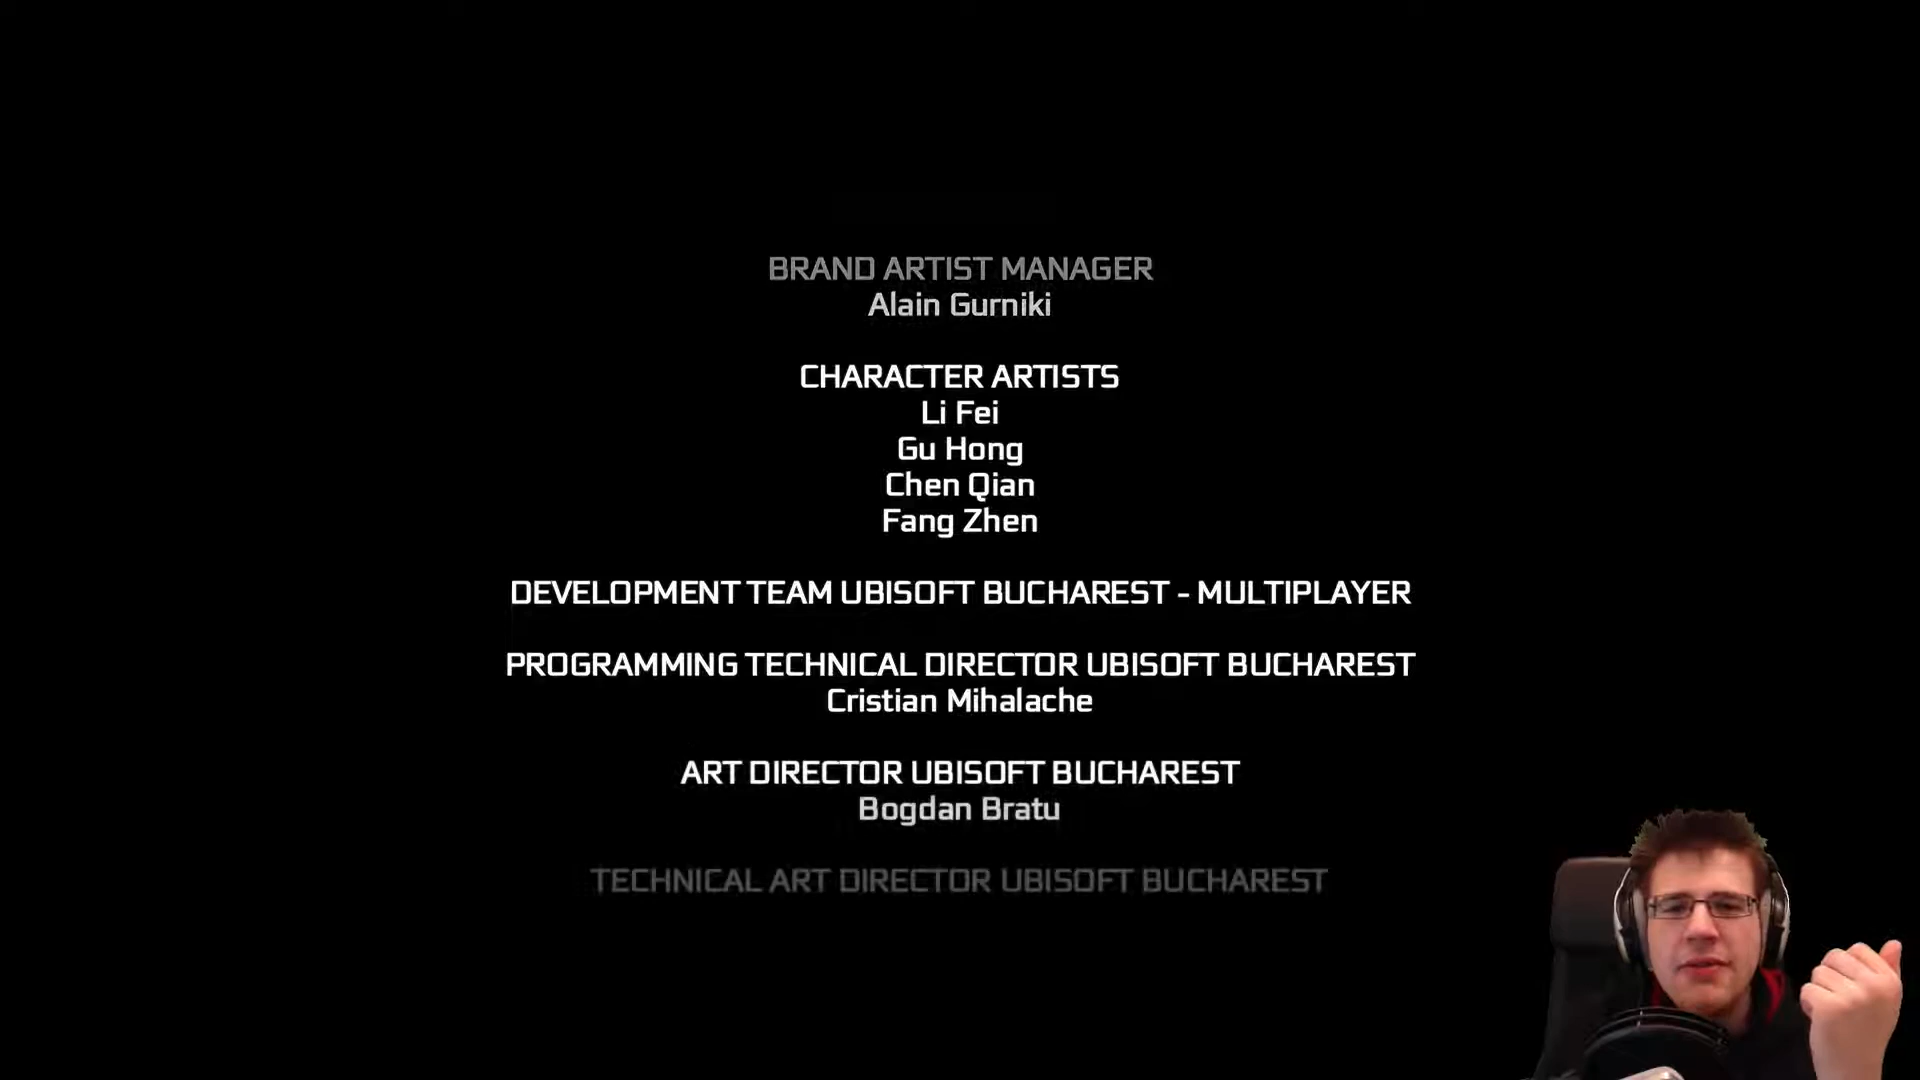 BRAND ARTIST MANAGER
Alain Gurniki
CHARACTER ARTISTS
Li Fei
Gu Hong
Chen Qian
Fang Zhen
DEVELOPMENT TEAM UBISOFT BUCHAREST - MULTIPLAYER
PROGRAMMING TECHNICAL DIRECTOR UBISOFT BUCHAREST
Cristian Mihalache
ART DIRECTOR UBISOFT BUCHAREST
Bogdan Bratu
TECHNICAL ART DIRECTOR UBISOFT BUCHAREST